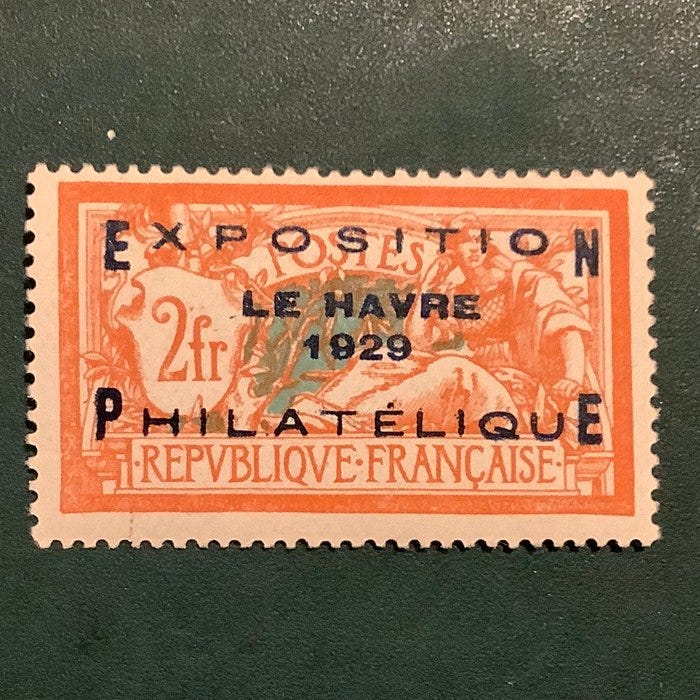 EXPOSITION
POSTES
LE HAVRE
2fr
1929
PHILATÉLIQUE
·REPVBLIQVE·FRANÇAISE·